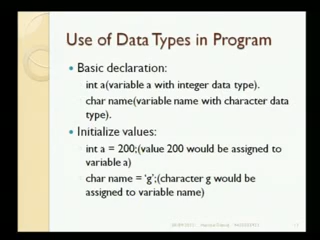 Use of Data Types in Program
Basic declaration:
int a(variable a with integer data type).
char name(variable name with character data
type).
Initialize values:
int a = 200;(value 200 would be assigned to
variable a)
char name = ‘g’;(character g would be
assigned to variable name)